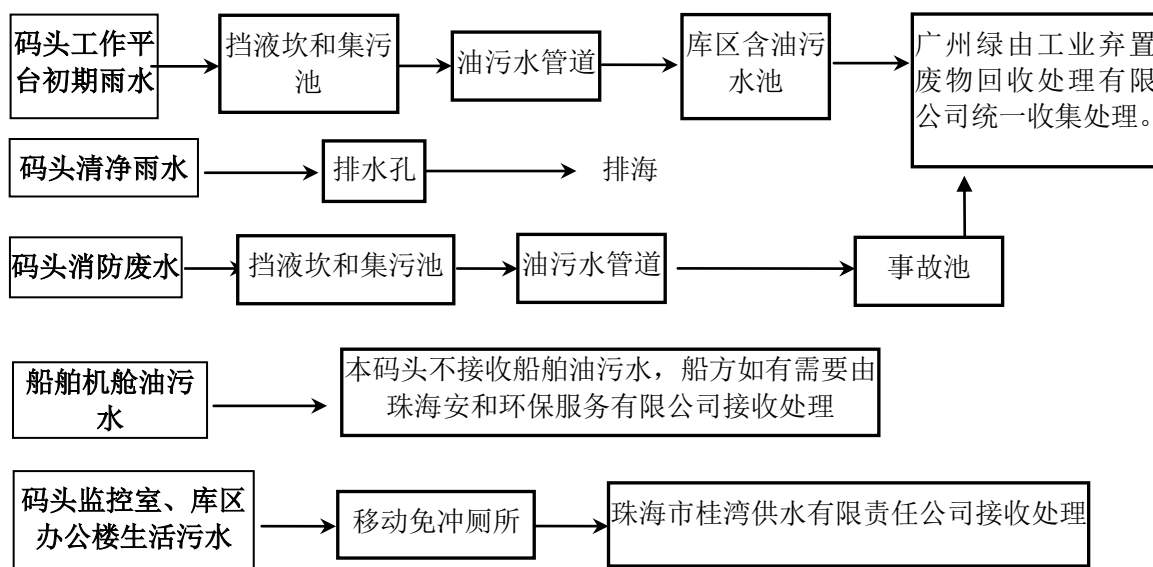 码头工作平
台初期雨水
挡液坎和集污
池
油污水管道
库区含油污
水池
广州绿由工业弃置
废物回收处理有限
公司统一收集处理。
码头清净雨水
排水孔
排海
码头消防废水
挡液坎和集污池
油污水管道
事故池
船舶机舱油污
水
本码头不接收船舶油污水，船方如有需要由
珠海安和环保服务有限公司接收处理
码头监控室、库区
办公楼生活污水
移动免冲厕所
珠海市桂湾供水有限责任公司接收处理